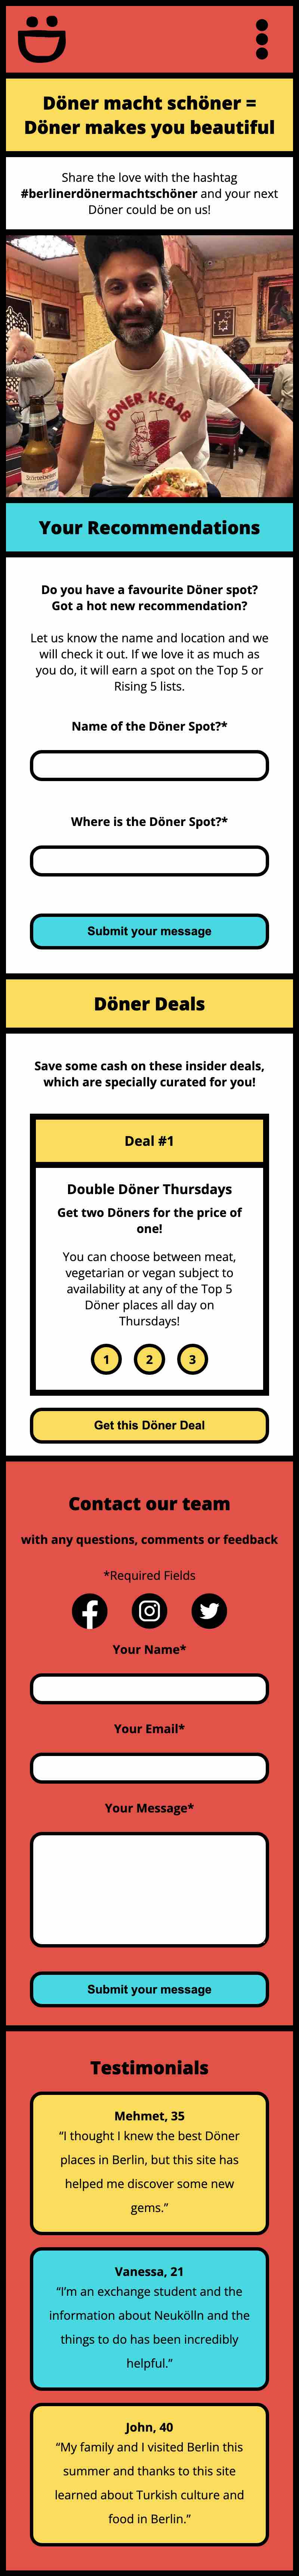 Döner macht schöner =
Döner makes you beautiful
Share the love with the hashtag
#berlinerdönermachtschöner and your next
Döner could be on us!
DÖNER KEBAB
Störtebeker
Your Recommendations
Do you have a favourite Döner spot?
Got a hot new recommendation?
Let us know the name and location and we
will check it out. If we love it as much as
you do, it will earn a spot on the Top 5 or
Rising 5 lists.
Name of the Döner Spot?*
Where is the Döner Spot?*
Submit your message
Döner Deals
Save some cash on these insider deals,
which are specially curated for you!
Deal #1
Double Döner Thursdays
Get two Döners for the price of
one!
You can choose between meat,
vegetarian or vegan subject to
availability at any of the Top 5
Döner places all day on
Thursdays!
1 2 3
Get this Döner Deal
Contact our team
with any questions, comments or feedback
*Required Fields
Your Name*
Your Email*
Your Message*
Submit your message
Testimonials
Mehmet, 35
“I thought I knew the best Döner
places in Berlin, but this site has
helped me discover some new
gems.”
Vanessa, 21
“I’m an exchange student and the
information about Neukölln and the
things to do has been incredibly
helpful.”
John, 40
“My family and I visited Berlin this
summer and thanks to this site
learned about Turkish culture and
food in Berlin.”